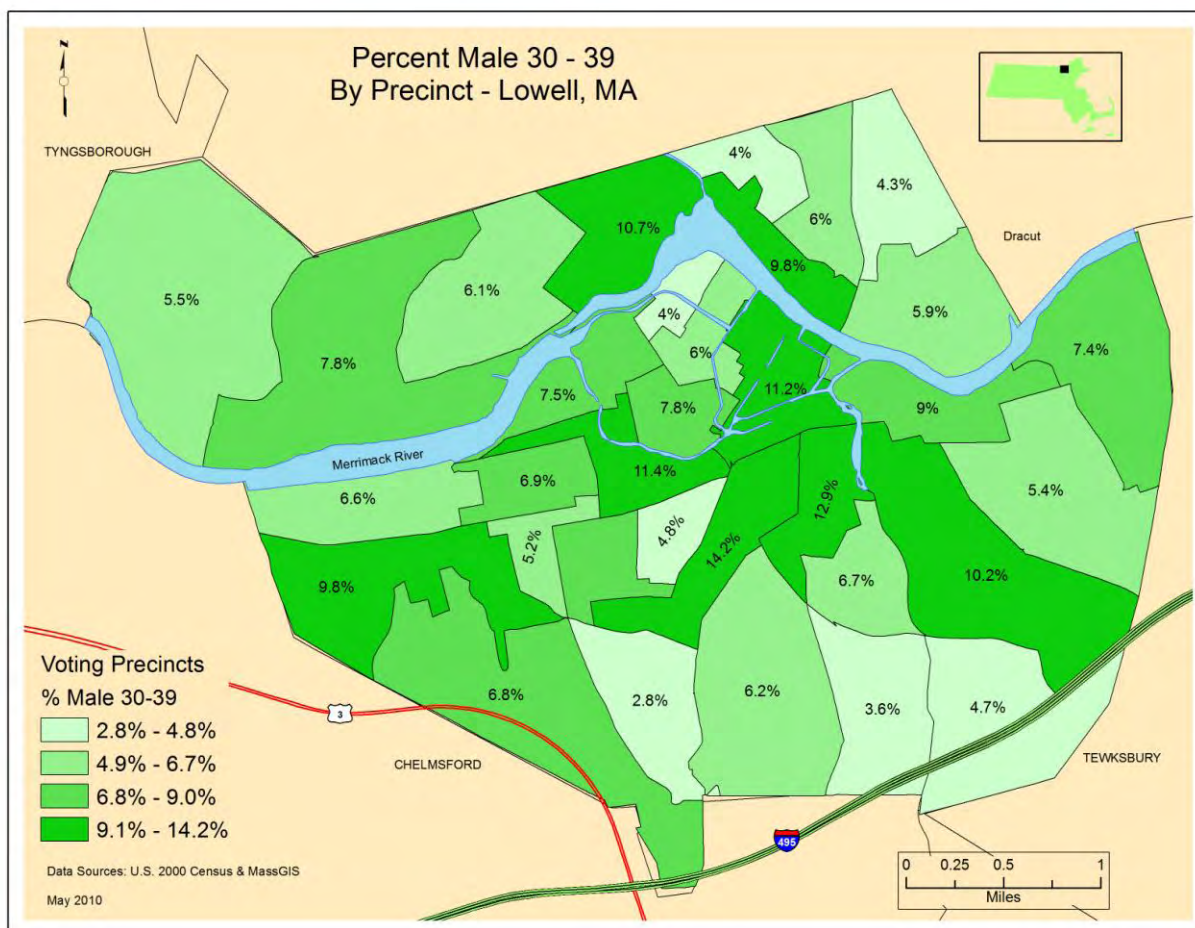 Percent Male 30 - 39
By Precinct - Lowell, MA
z
TYNGSBOROUGH
4%
4.3%
6%
Dracut
10.7%
9.8%
5.5%
6.1%
5.9%
4%
7.4%
7.8%
6%
11.2%
7.5%
7.8%
9%
Merrimack River
11.4%
6.9%
6.6%
5.4%
12.9%
4.8%
5.2%
14.2%
9.8%
6.7%
10.2%
Voting Precincts
% Male 30-39
2.8% - 4.8%
4.9% - 6.7%
6.8% - 9.0%
9.1% - 14.2%
6.8%
2.8%
6.2%
3.6%
4.7%
3
CHELMSFORD
TEWKSBURY
495
Data Sources: U.S. 2000 Census & MassGIS
May 2010
0 0.25 0.5 1
Miles